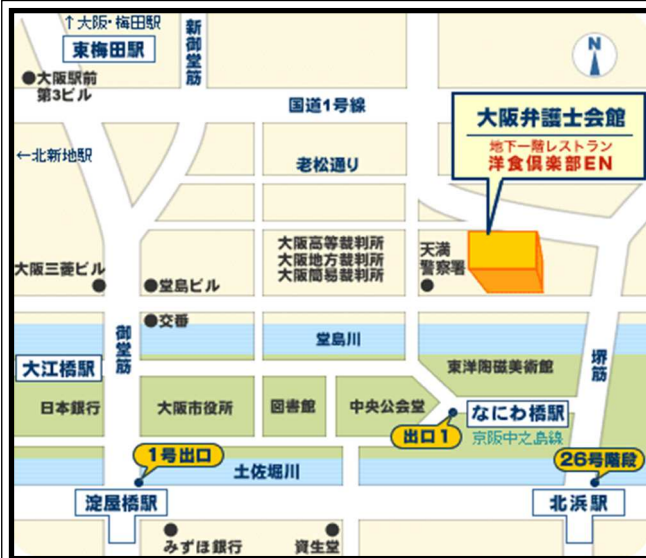 ↑大阪・梅田駅
東梅田駅
新御堂筋
N
●大阪駅前
第3ビル
国道1号線
大阪弁護士会館
地下一階レストラン
洋食倶楽部EN
←北新地駅
老松通り
大阪高等裁判所
大阪地方裁判所
大阪簡易裁判所
天満
警察署
大阪三菱ビル
●堂島ビル
●交番
御堂筋
堂島川
堺筋
大江橋駅
東洋陶磁美術館
日本銀行
大阪市役所
図書館
中央公会堂
なにわ橋駅
出口1
京阪中之島線
1号出口
土佐堀川
26号階段
淀屋橋駅
北浜駅
みずほ銀行
資生堂